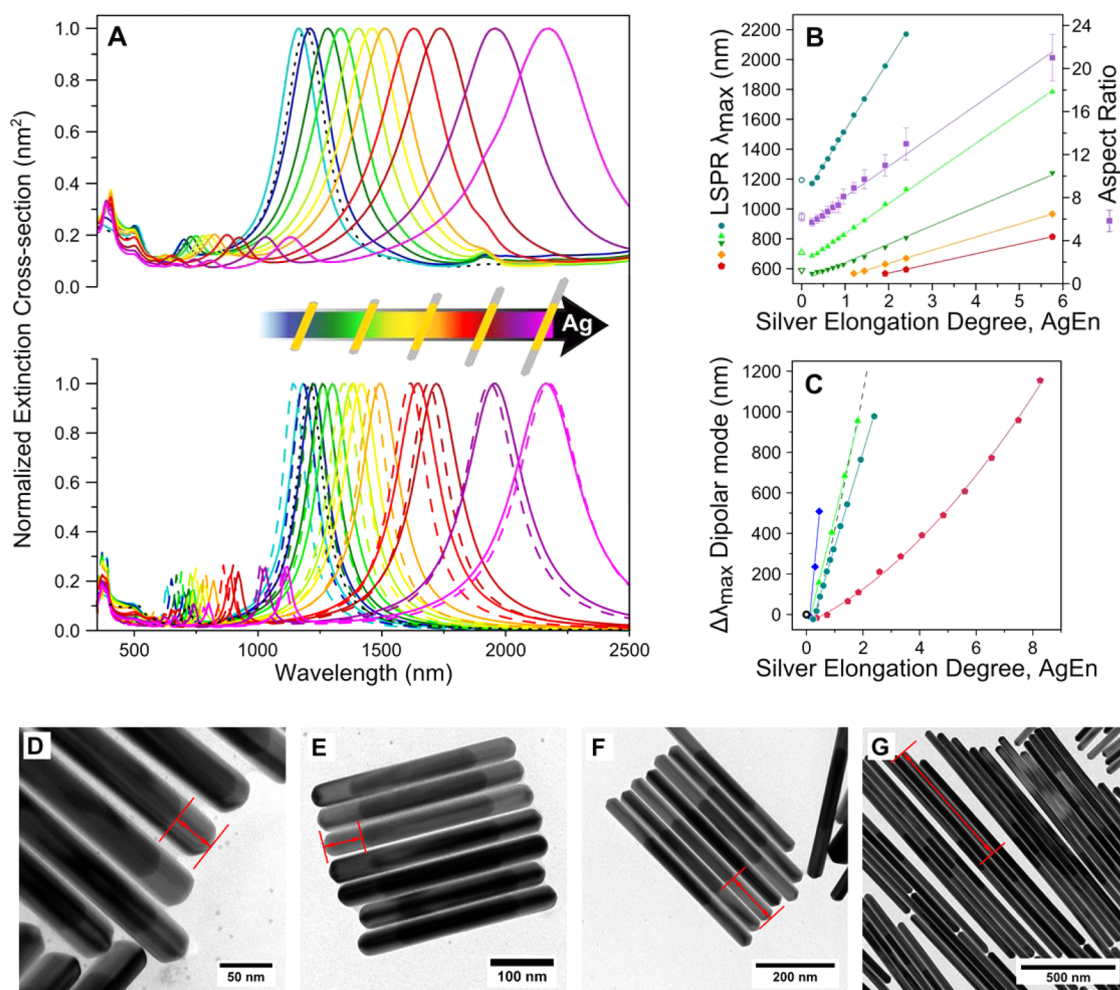 A
1.0
0.8
0.6
0.4
0.2
0.0
Normalized Extinction Cross-section (nm²)
Ag
1.0
0.8
0.6
0.4
0.2
0.0
500 1000 1500 2000 2500
Wavelength (nm)
B
2200
2000
1800
1600
1400
1200
1000
800
600
LSPR λmax (nm)
24
20
16
12
8
4
0
Aspect Ratio
0 1 2 3 4 5 6
Silver Elongation Degree, AgEn
C
1200
1000
800
600
400
200
0
Δλmax Dipolar mode (nm)
0 2 4 6 8
Silver Elongation Degree, AgEn
D
50 nm
E
100 nm
F
200 nm
G
500 nm